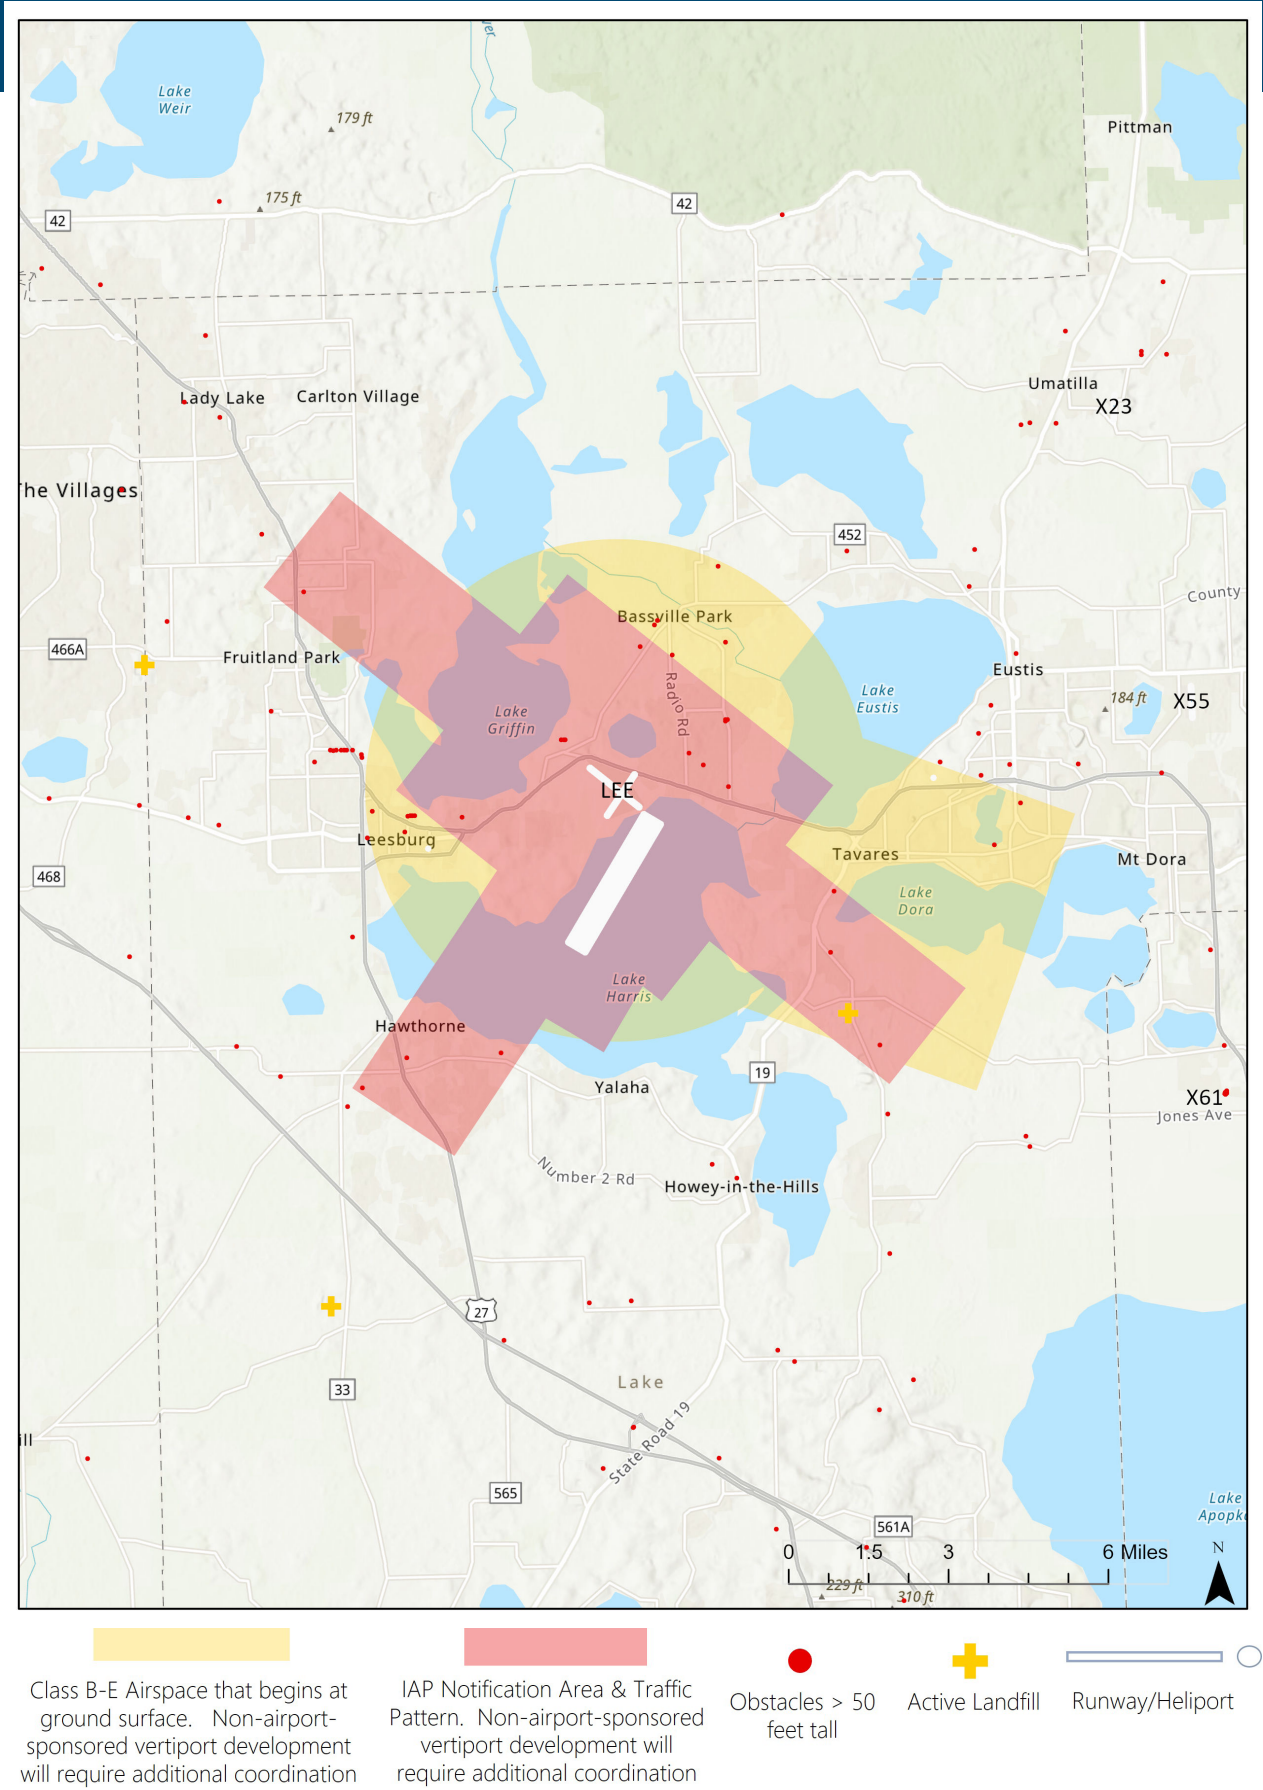 Lake
Weir
179 ft
Pittman
175 ft
42
42
Umatilla
X23
Lady Lake
Carlton Village
The Villages
452
County
Bassville Park
466A
Fruitland Park
Radio Rd
Eustis
Lake
Eustis
184 ft
X55
Lake
Griffin
LEE
Leesburg
Tavares
Mt Dora
468
Lake
Dora
Lake
Harris
Hawthorne
19
Yalaha
X61
Jones Ave
Number 2 Rd
Howey-in-the-Hills
27
Lake
33
State Road 19
ill
565
Lake
Apopk
561A
0 1.5 3 6 Miles
N
229 ft
310 ft
Class B-E Airspace that begins at
ground surface. Non-airport-
sponsored vertiport development
will require additional coordination
IAP Notification Area & Traffic
Pattern. Non-airport-sponsored
vertiport development will
require additional coordination
Obstacles > 50
feet tall
Active Landfill
Runway/Heliport